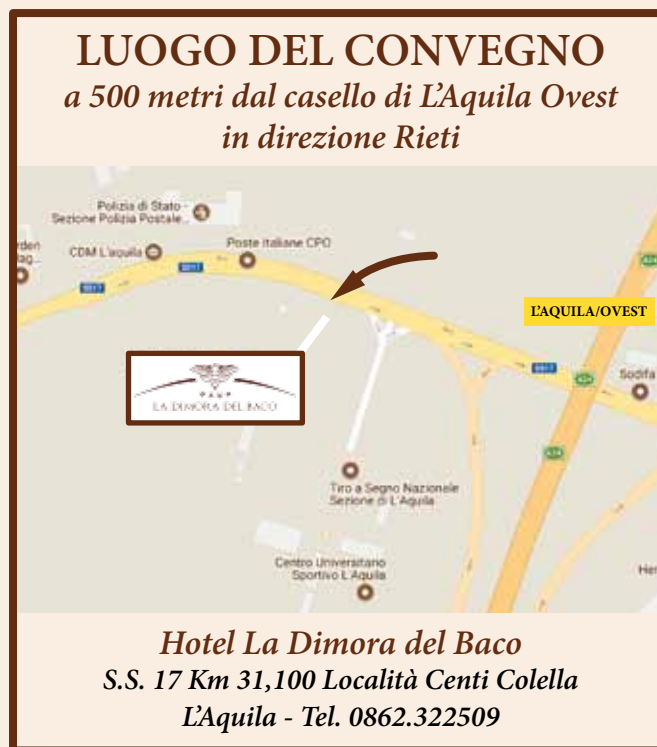 LUOGO DEL CONVEGNO
a 500 metri dal casello di L'Aquila Ovest
in direzione Rieti
Polizia di Stato -
Sezione Polizia Postale...
CDM L'aquila
Poste Italiane CPO
SS17
SS17
L'AQUILA/OVEST
A24
SS17
A24
Sodifa
LA DIMORA DEL BACO
A24
Tiro a Segno Nazionale
Sezione di L'Aquila
Centro Universitario
Sportivo L'Aquila
Her
Hotel La Dimora del Baco
S.S. 17 Km 31,100 Località Centi Colella
L'Aquila - Tel. 0862.322509